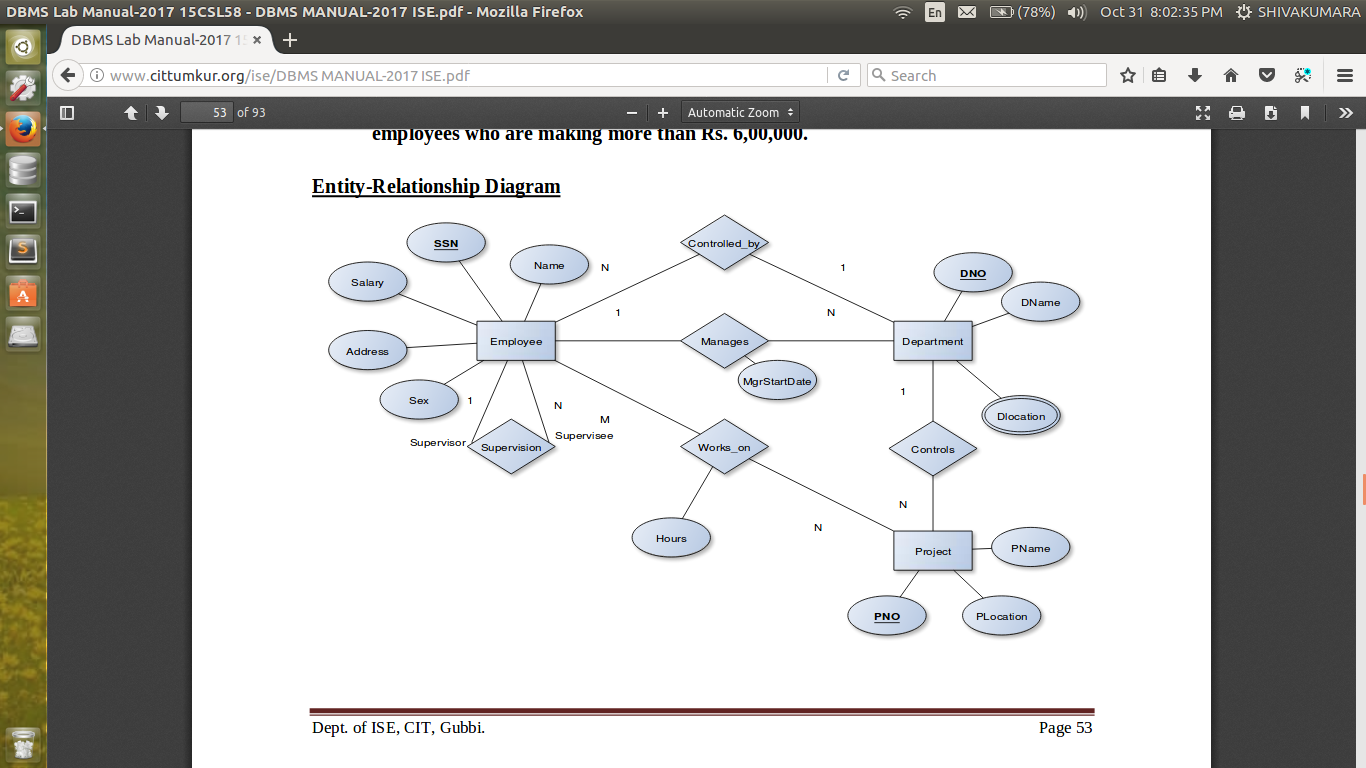 DBMS Lab Manual-2017 15CSL58 - DBMS MANUAL-2017 ISE.pdf - Mozilla Firefox
En
(78%)
Oct 31 8:02:35 PM
SHIVAKUMARA
DBMS Lab Manual-2017 1
www.cittumkur.org/ise/DBMS MANUAL-2017 ISE.pdf
Search
53 of 93
Automatic Zoom
employees who are making more than Rs. 6,00,000.
Entity-Relationship Diagram
SSN
Name
Salary
Address
Sex
Employee
N
Controlled_by
1
1
Manages
N
MgrStartDate
DNO
DName
Department
Dlocation
1
N
M
Supervisor
Supervisee
Supervision
Works_on
Hours
N
1
Controls
N
Project
PName
PNO
PLocation
Dept. of ISE, CIT, Gubbi.
Page 53